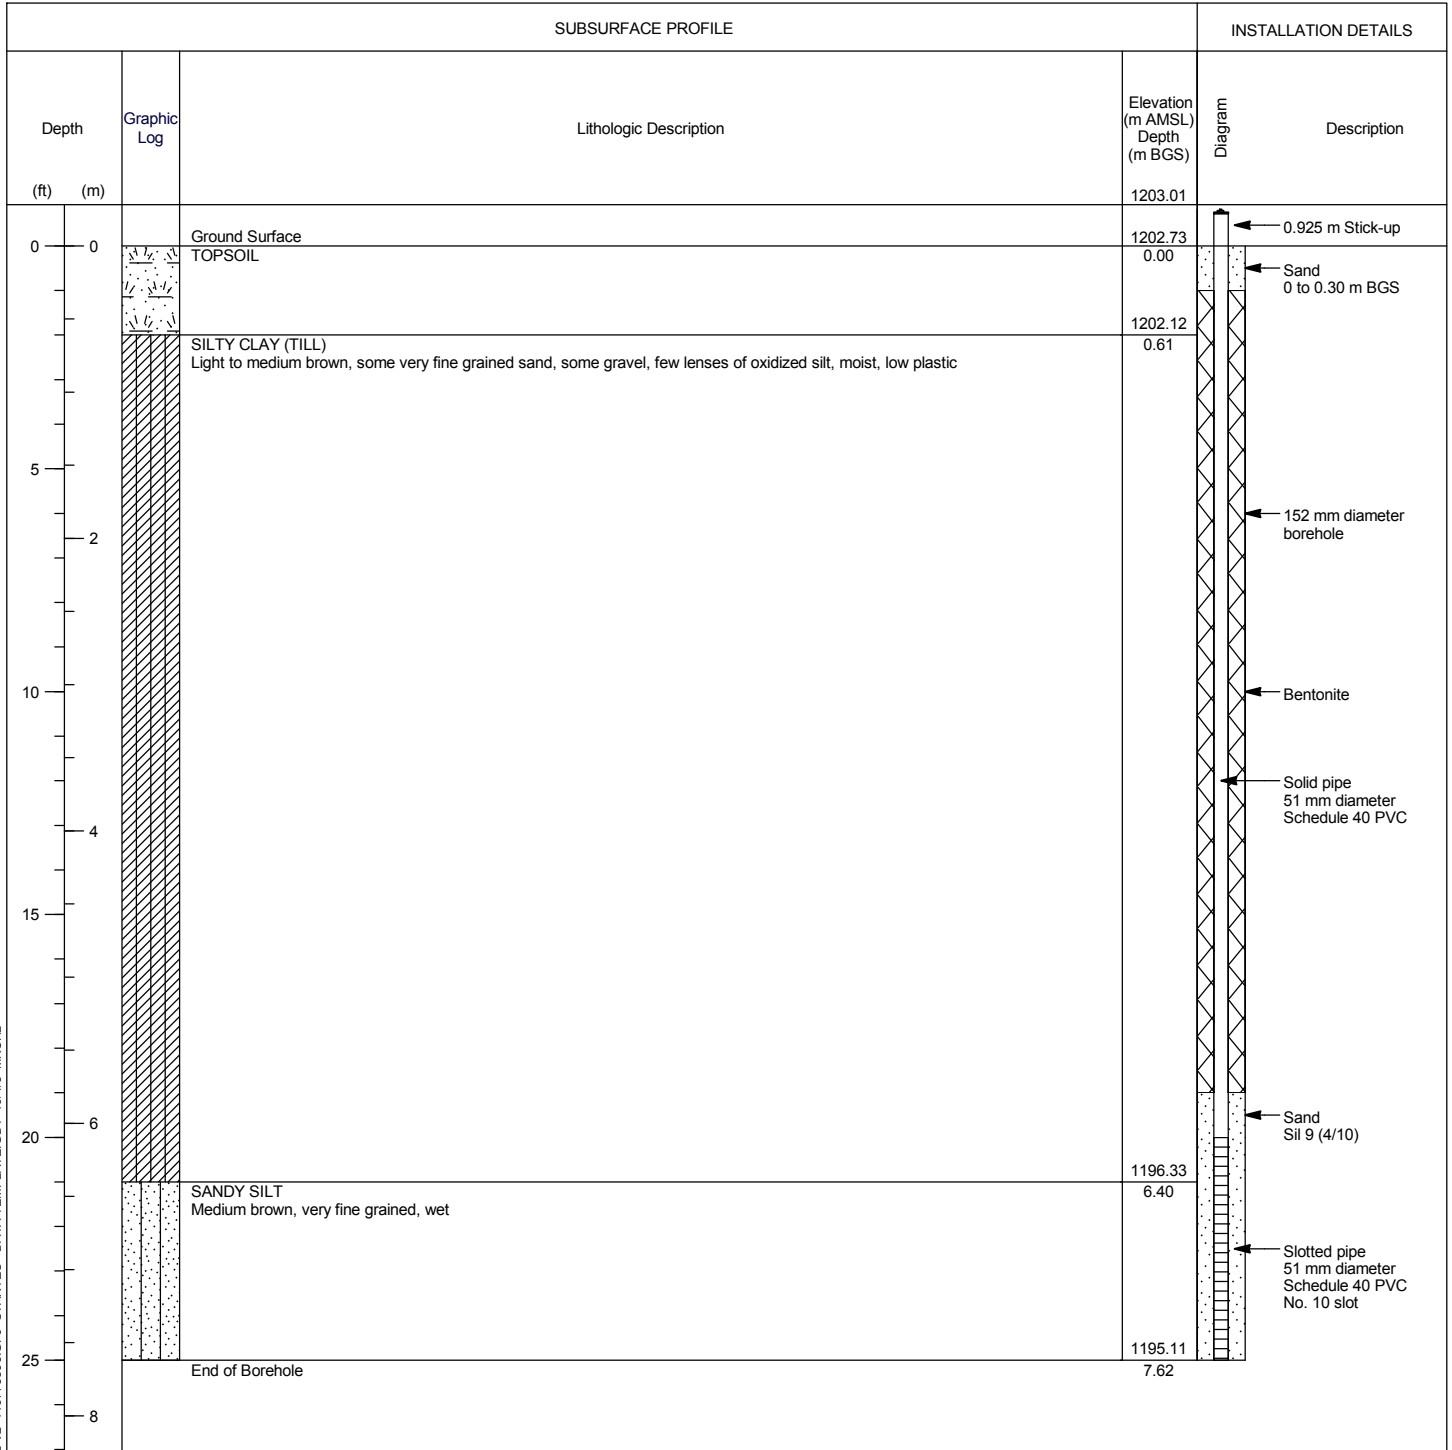 SUBSURFACE PROFILE
INSTALLATION DETAILS
Depth
(ft) (m)
Graphic
Log
Lithologic Description
Elevation
(m AMSL)
Depth
(m BGS)
1203.01
Diagram
Description
0 0
Ground Surface
1202.73
TOPSOIL
0.00
0.925 m Stick-up
Sand
0 to 0.30 m BGS
1202.12
SILTY CLAY (TILL)
0.61
Light to medium brown, some very fine grained sand, some gravel, few lenses of oxidized silt, moist, low plastic
5
2
152 mm diameter
borehole
10
Bentonite
Solid pipe
51 mm diameter
Schedule 40 PVC
4
15
6
20
Sand
Sil 9 (4/10)
1196.33
SANDY SILT
6.40
Medium brown, very fine grained, wet
Slotted pipe
51 mm diameter
Schedule 40 PVC
No. 10 slot
1195.11
25
End of Borehole
7.62
8